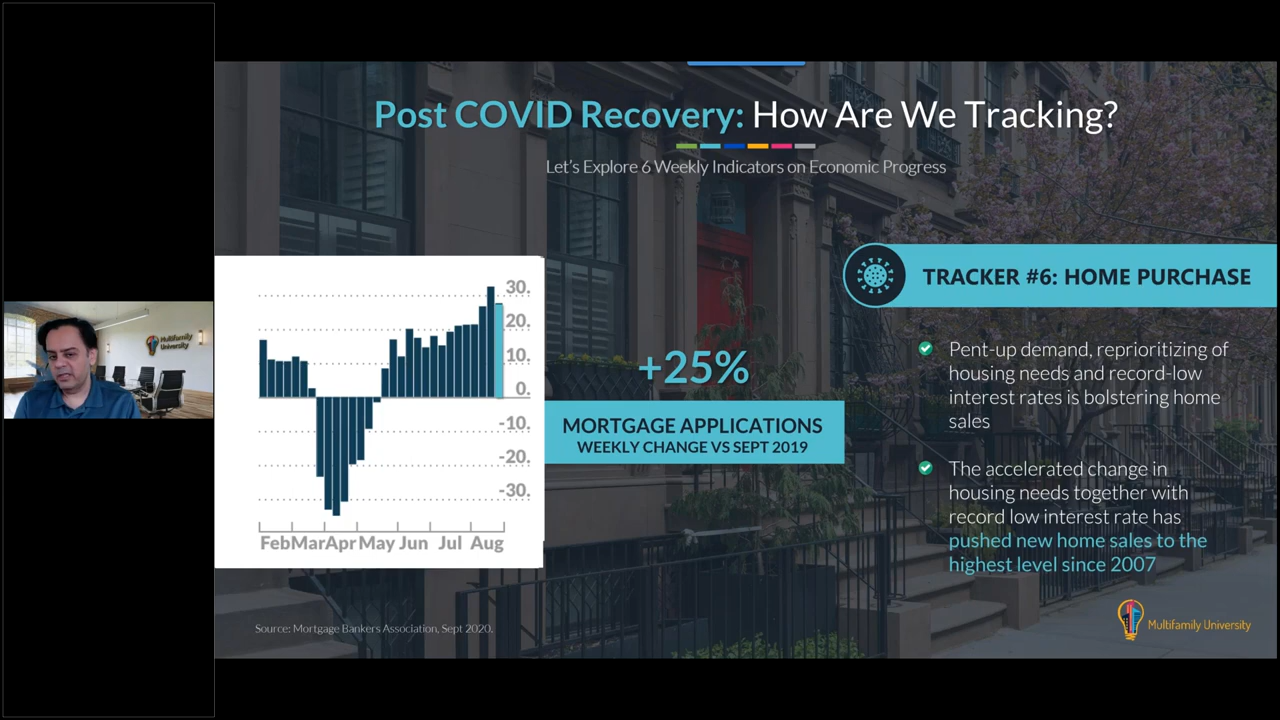 Post COVID Recovery: How Are We Tracking?
Let's Explore 6 Weekly Indicators on Economic Progress
30.
20.
10.
0.
-10.
-20.
-30.
Feb Mar Apr May Jun Jul Aug
+25%
MORTGAGE APPLICATIONS
WEEKLY CHANGE VS SEPT 2019
TRACKER #6: HOME PURCHASE
Pent-up demand, reprioritizing of
housing needs and record-low
interest rates is bolstering home
sales
The accelerated change in
housing needs together with
record low interest rate has
pushed new home sales to the
highest level since 2007
Source: Mortgage Bankers Association, Sept 2020.
Multifamily University
Multifamily
University